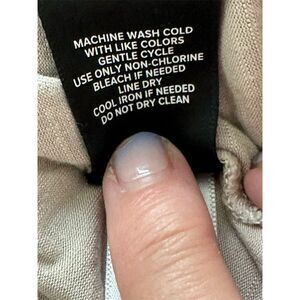 MACHINE WASH COLD
WITH LIKE COLORS
GENTLE CYCLE
USE ONLY NON-CHLORINE
BLEACH IF NEEDED
LINE DRY
COOL IRON IF NEEDED
DO NOT DRY CLEAN